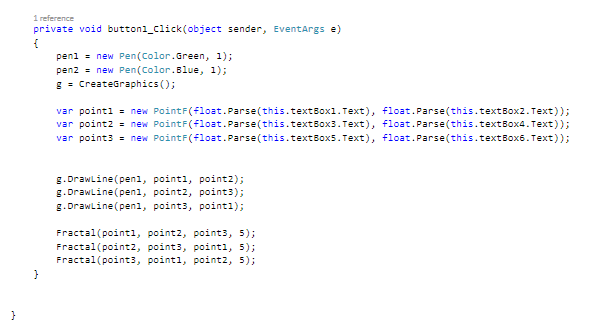 1 reference
private void button1_Click(object sender, EventArgs e)
{
pen1 = new Pen(Color.Green, 1);
pen2 = new Pen(Color.Blue, 1);
g = CreateGraphics();
var point1 = new PointF(float.Parse(this.textBox1.Text), float.Parse(this.textBox2.Text));
var point2 = new PointF(float.Parse(this.textBox3.Text), float.Parse(this.textBox4.Text));
var point3 = new PointF(float.Parse(this.textBox5.Text), float.Parse(this.textBox6.Text));
g.DrawLine(pen1, point1, point2);
g.DrawLine(pen1, point2, point3);
g.DrawLine(pen1, point3, point1);
Fractal(point1, point2, point3, 5);
Fractal(point2, point3, point1, 5);
Fractal(point3, point1, point2, 5);
}
}